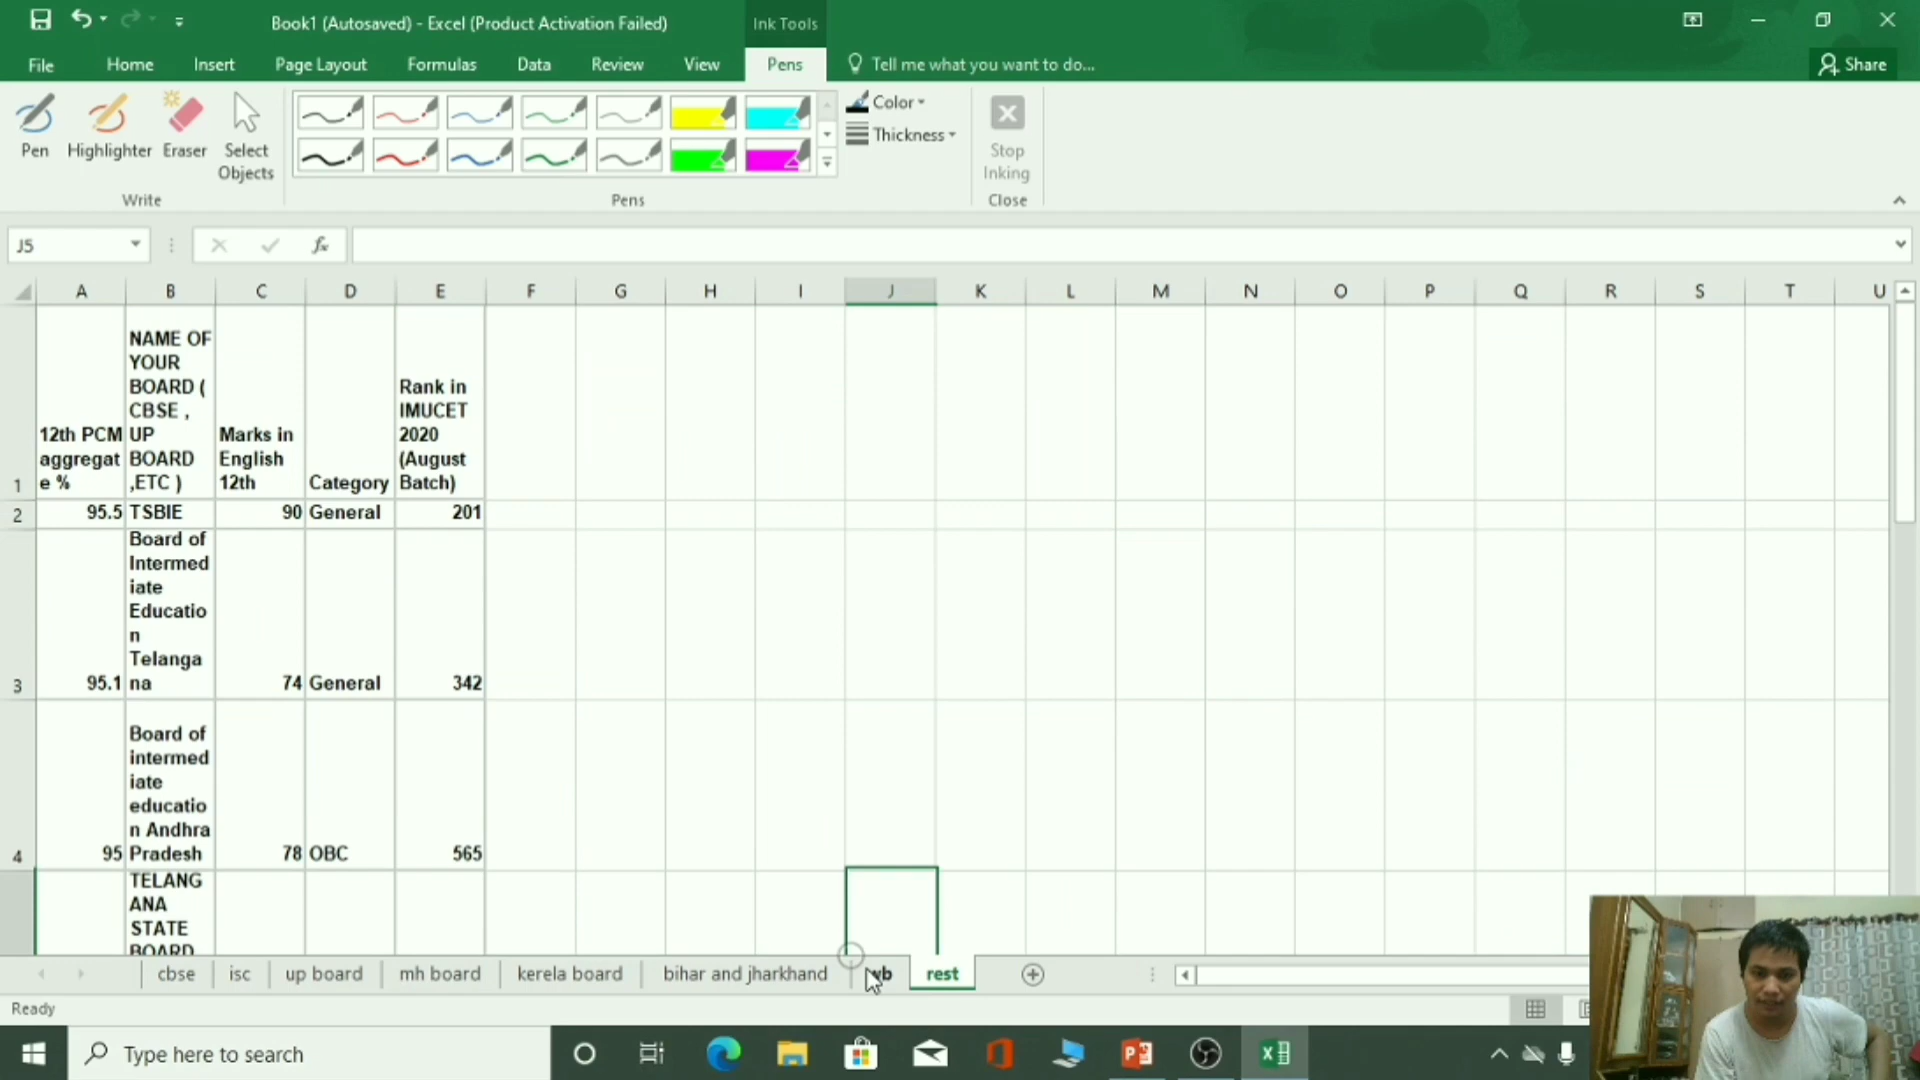 Book1 (Autosaved) - Excel (Product Activation Failed)
Ink Tools
File Home Insert Page Layout Formulas Data Review View Pens Tell me what you want to do... Share
Pen Highlighter Eraser Select Objects
Write
Pens
Color
Thickness
Stop Inking
Close
J5
fx
A B C D E F G H I J K L M N O P Q R S T U
1
12th PCM
aggregat
e %
NAME OF
YOUR
BOARD (
CBSE ,
UP
BOARD
,ETC )
Marks in
English
12th
Category
Rank in
IMUCET
2020
(August
Batch)
2 95.5 TSBIE 90 General 201
3 95.1
Board of
Intermed
iate
Educatio
n
Telanga
na
74 General 342
4 95
Board of
intermed
iate
educatio
n Andhra
Pradesh
78 OBC 565
TELANG
ANA
STATE
BOARD
cbse isc up board mh board kerela board bihar and jharkhand wb rest
Ready
Type here to search